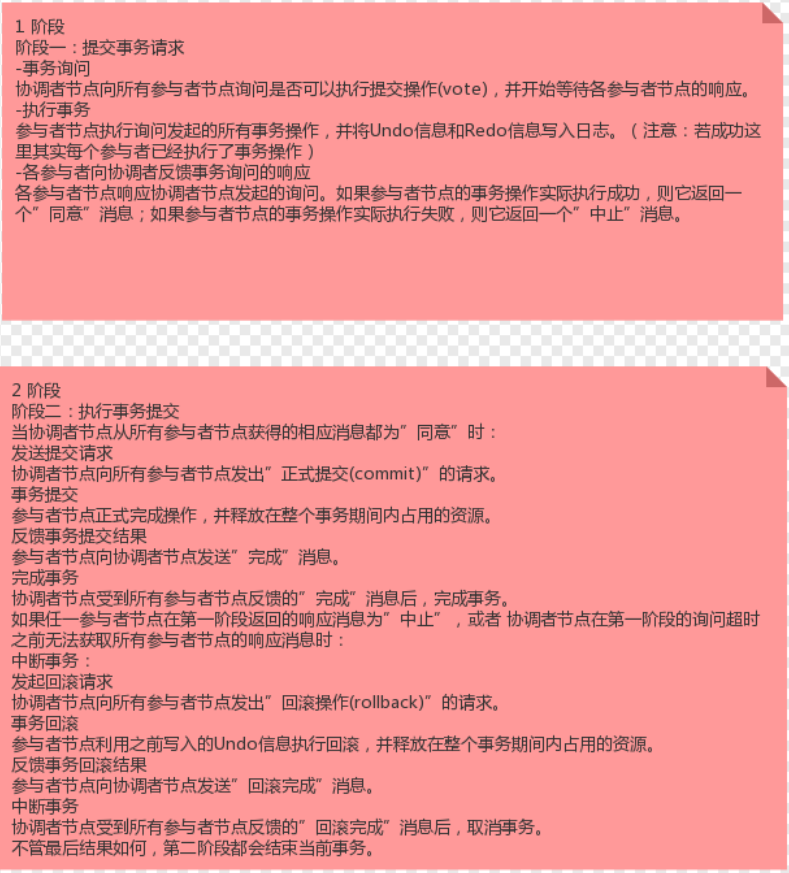 1 阶段
阶段一：提交事务请求
-事务询问
协调者节点向所有参与者节点询问是否可以执行提交操作(vote)，并开始等待各参与者节点的响应。
-执行事务
参与者节点执行询问发起的所有事务操作，并将Undo信息和Redo信息写入日志。（注意：若成功这
里其实每个参与者已经执行了事务操作）
-各参与者向协调者反馈事务询问的响应
各参与者节点响应协调者节点发起的询问。如果参与者节点的事务操作实际执行成功，则它返回一
个”同意”消息；如果参与者节点的事务操作实际执行失败，则它返回一个”中止”消息。
2 阶段
阶段二：执行事务提交
当协调者节点从所有参与者节点获得的相应消息都为”同意”时：
发送提交请求
协调者节点向所有参与者节点发出”正式提交(commit)”的请求。
事务提交
参与者节点正式完成操作，并释放在整个事务期间内占用的资源。
反馈事务提交结果
参与者节点向协调者节点发送”完成”消息。
完成事务
协调者节点受到所有参与者节点反馈的”完成”消息后，完成事务。
如果任一参与者节点在第一阶段返回的响应消息为”中止”，或者 协调者节点在第一阶段的询问超时
之前无法获取所有参与者节点的响应消息时：
中断事务：
发起回滚请求
协调者节点向所有参与者节点发出”回滚操作(rollback)”的请求。
事务回滚
参与者节点利用之前写入的Undo信息执行回滚，并释放在整个事务期间内占用的资源。
反馈事务回滚结果
参与者节点向协调者节点发送”回滚完成”消息。
中断事务
协调者节点受到所有参与者节点反馈的”回滚完成”消息后，取消事务。
不管最后结果如何，第二阶段都会结束当前事务。